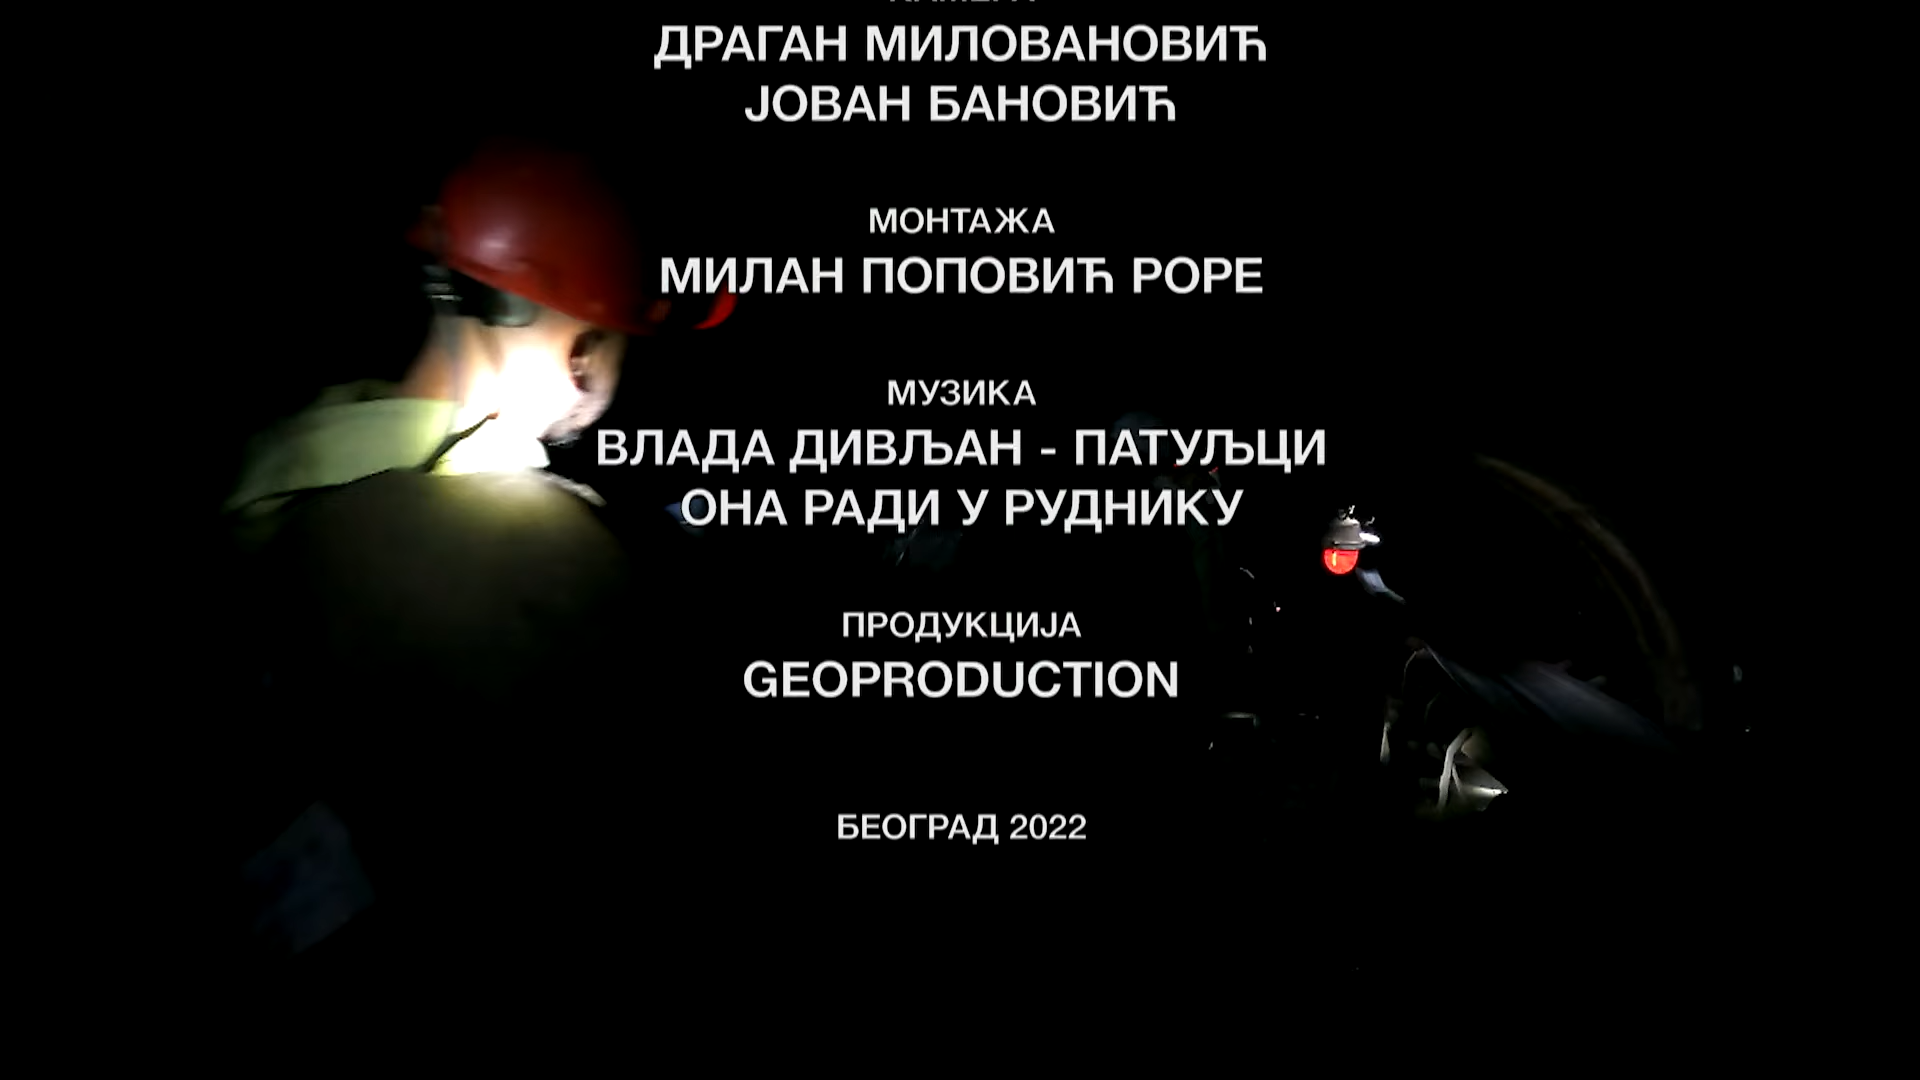 КАМЕРА
ДРАГАН МИЛОВАНОВИЋ
ЈОВАН БАНОВИЋ
МОНТАЖА
МИЛАН ПОПОВИЋ РОРЕ
МУЗИКА
ВЛАДА ДИВЉАН - ПАТУЉЦИ
ОНА РАДИ У РУДНИКУ
ПРОДУКЦИЈА
GEOPRODUCTION
БЕОГРАД 2022